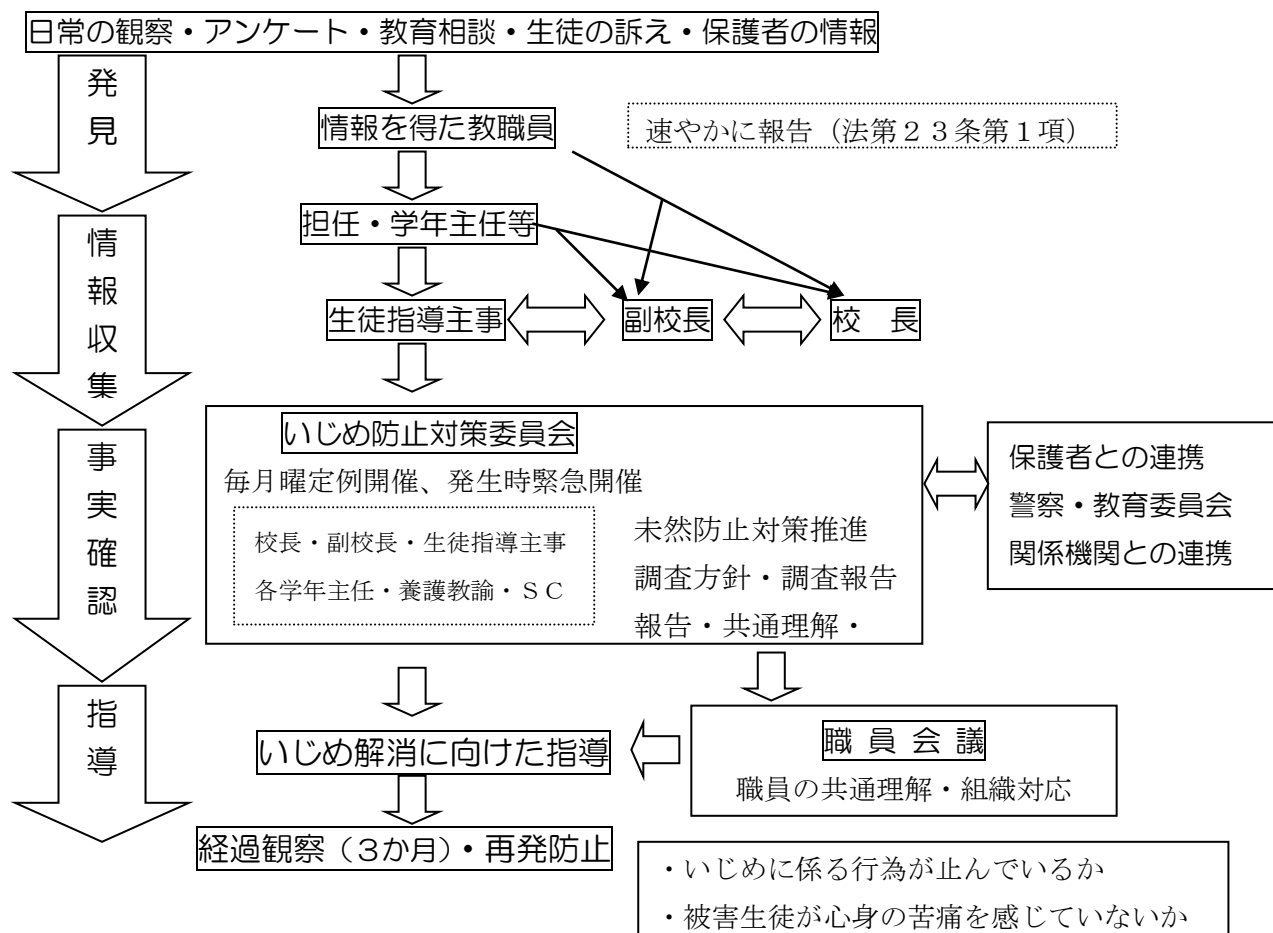 日常の観察・アンケート・教育相談・生徒の訴え・保護者の情報
発見
情報を得た教職員
速やかに報告（法第２３条第１項）
担任・学年主任等
情報収集
生徒指導主事
副校長
校　長
いじめ防止対策委員会
毎月曜定例開催、発生時緊急開催
校長・副校長・生徒指導主事
各学年主任・養護教諭・ＳＣ
未然防止対策推進
調査方針・調査報告
報告・共通理解・
保護者との連携
警察・教育委員会
関係機関との連携
事実確認
指導
いじめ解消に向けた指導
職 員 会 議
職員の共通理解・組織対応
経過観察（３か月）・再発防止
・いじめに係る行為が止んでいるか
・被害生徒が心身の苦痛を感じていないか